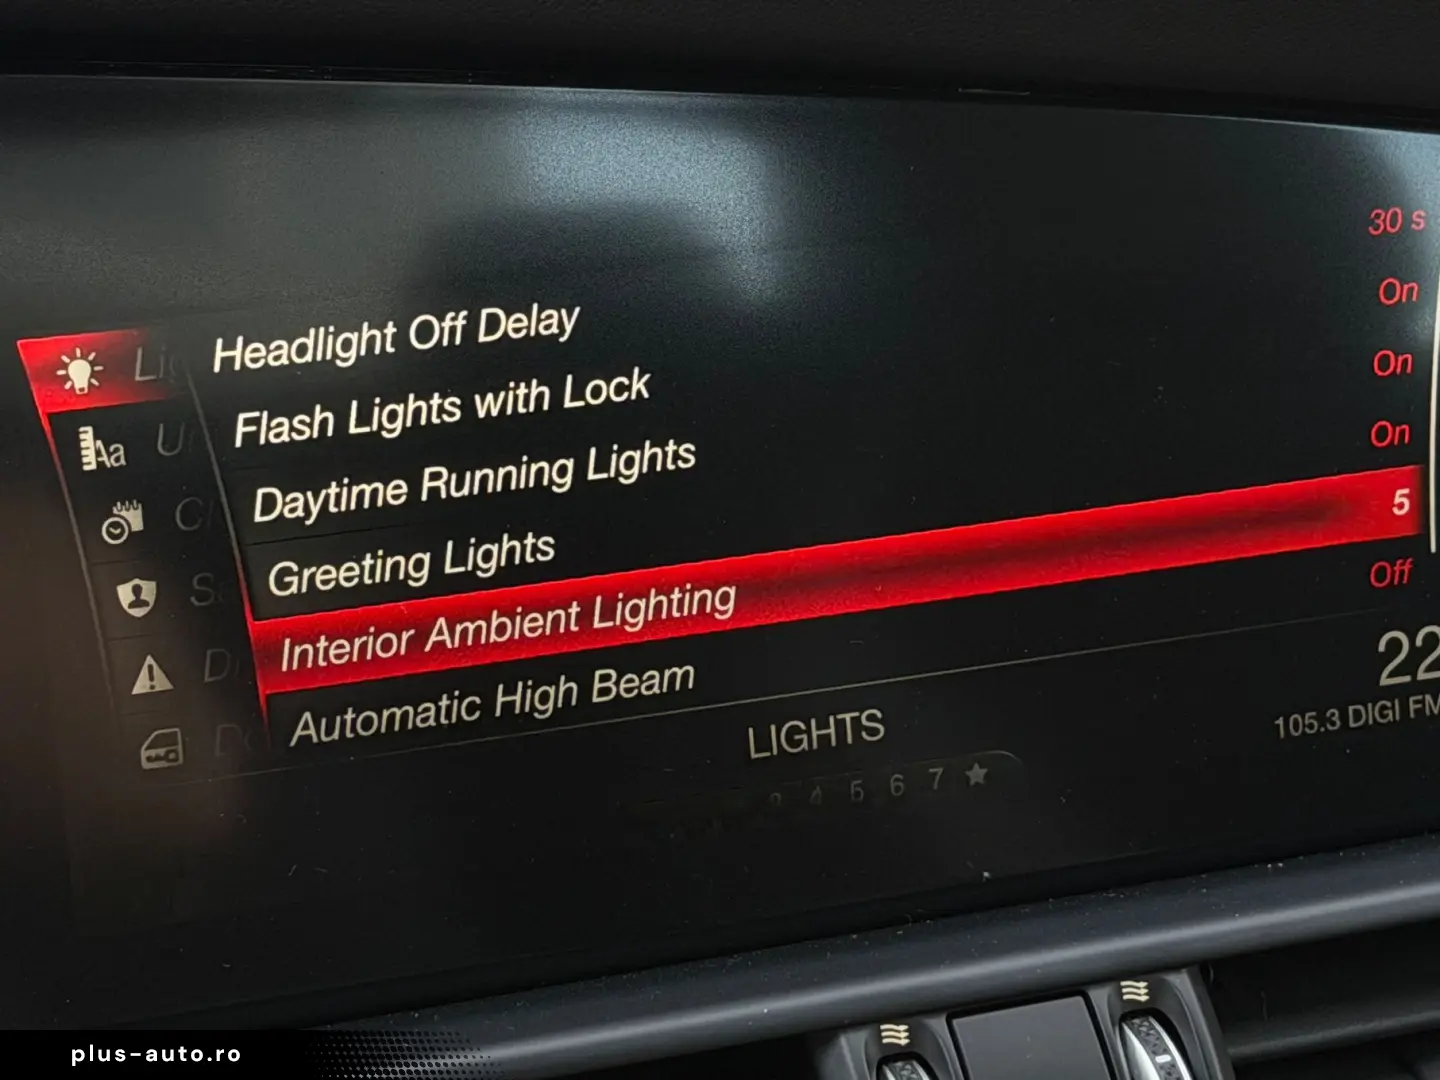 30 s
Headlight Off Delay
On
Flash Lights with Lock
On
Daytime Running Lights
On
Greeting Lights
5
Interior Ambient Lighting
Off
Automatic High Beam
Aa
LIGHTS
22
105.3 DIGI FM
4 5 6 7
plus-auto.ro